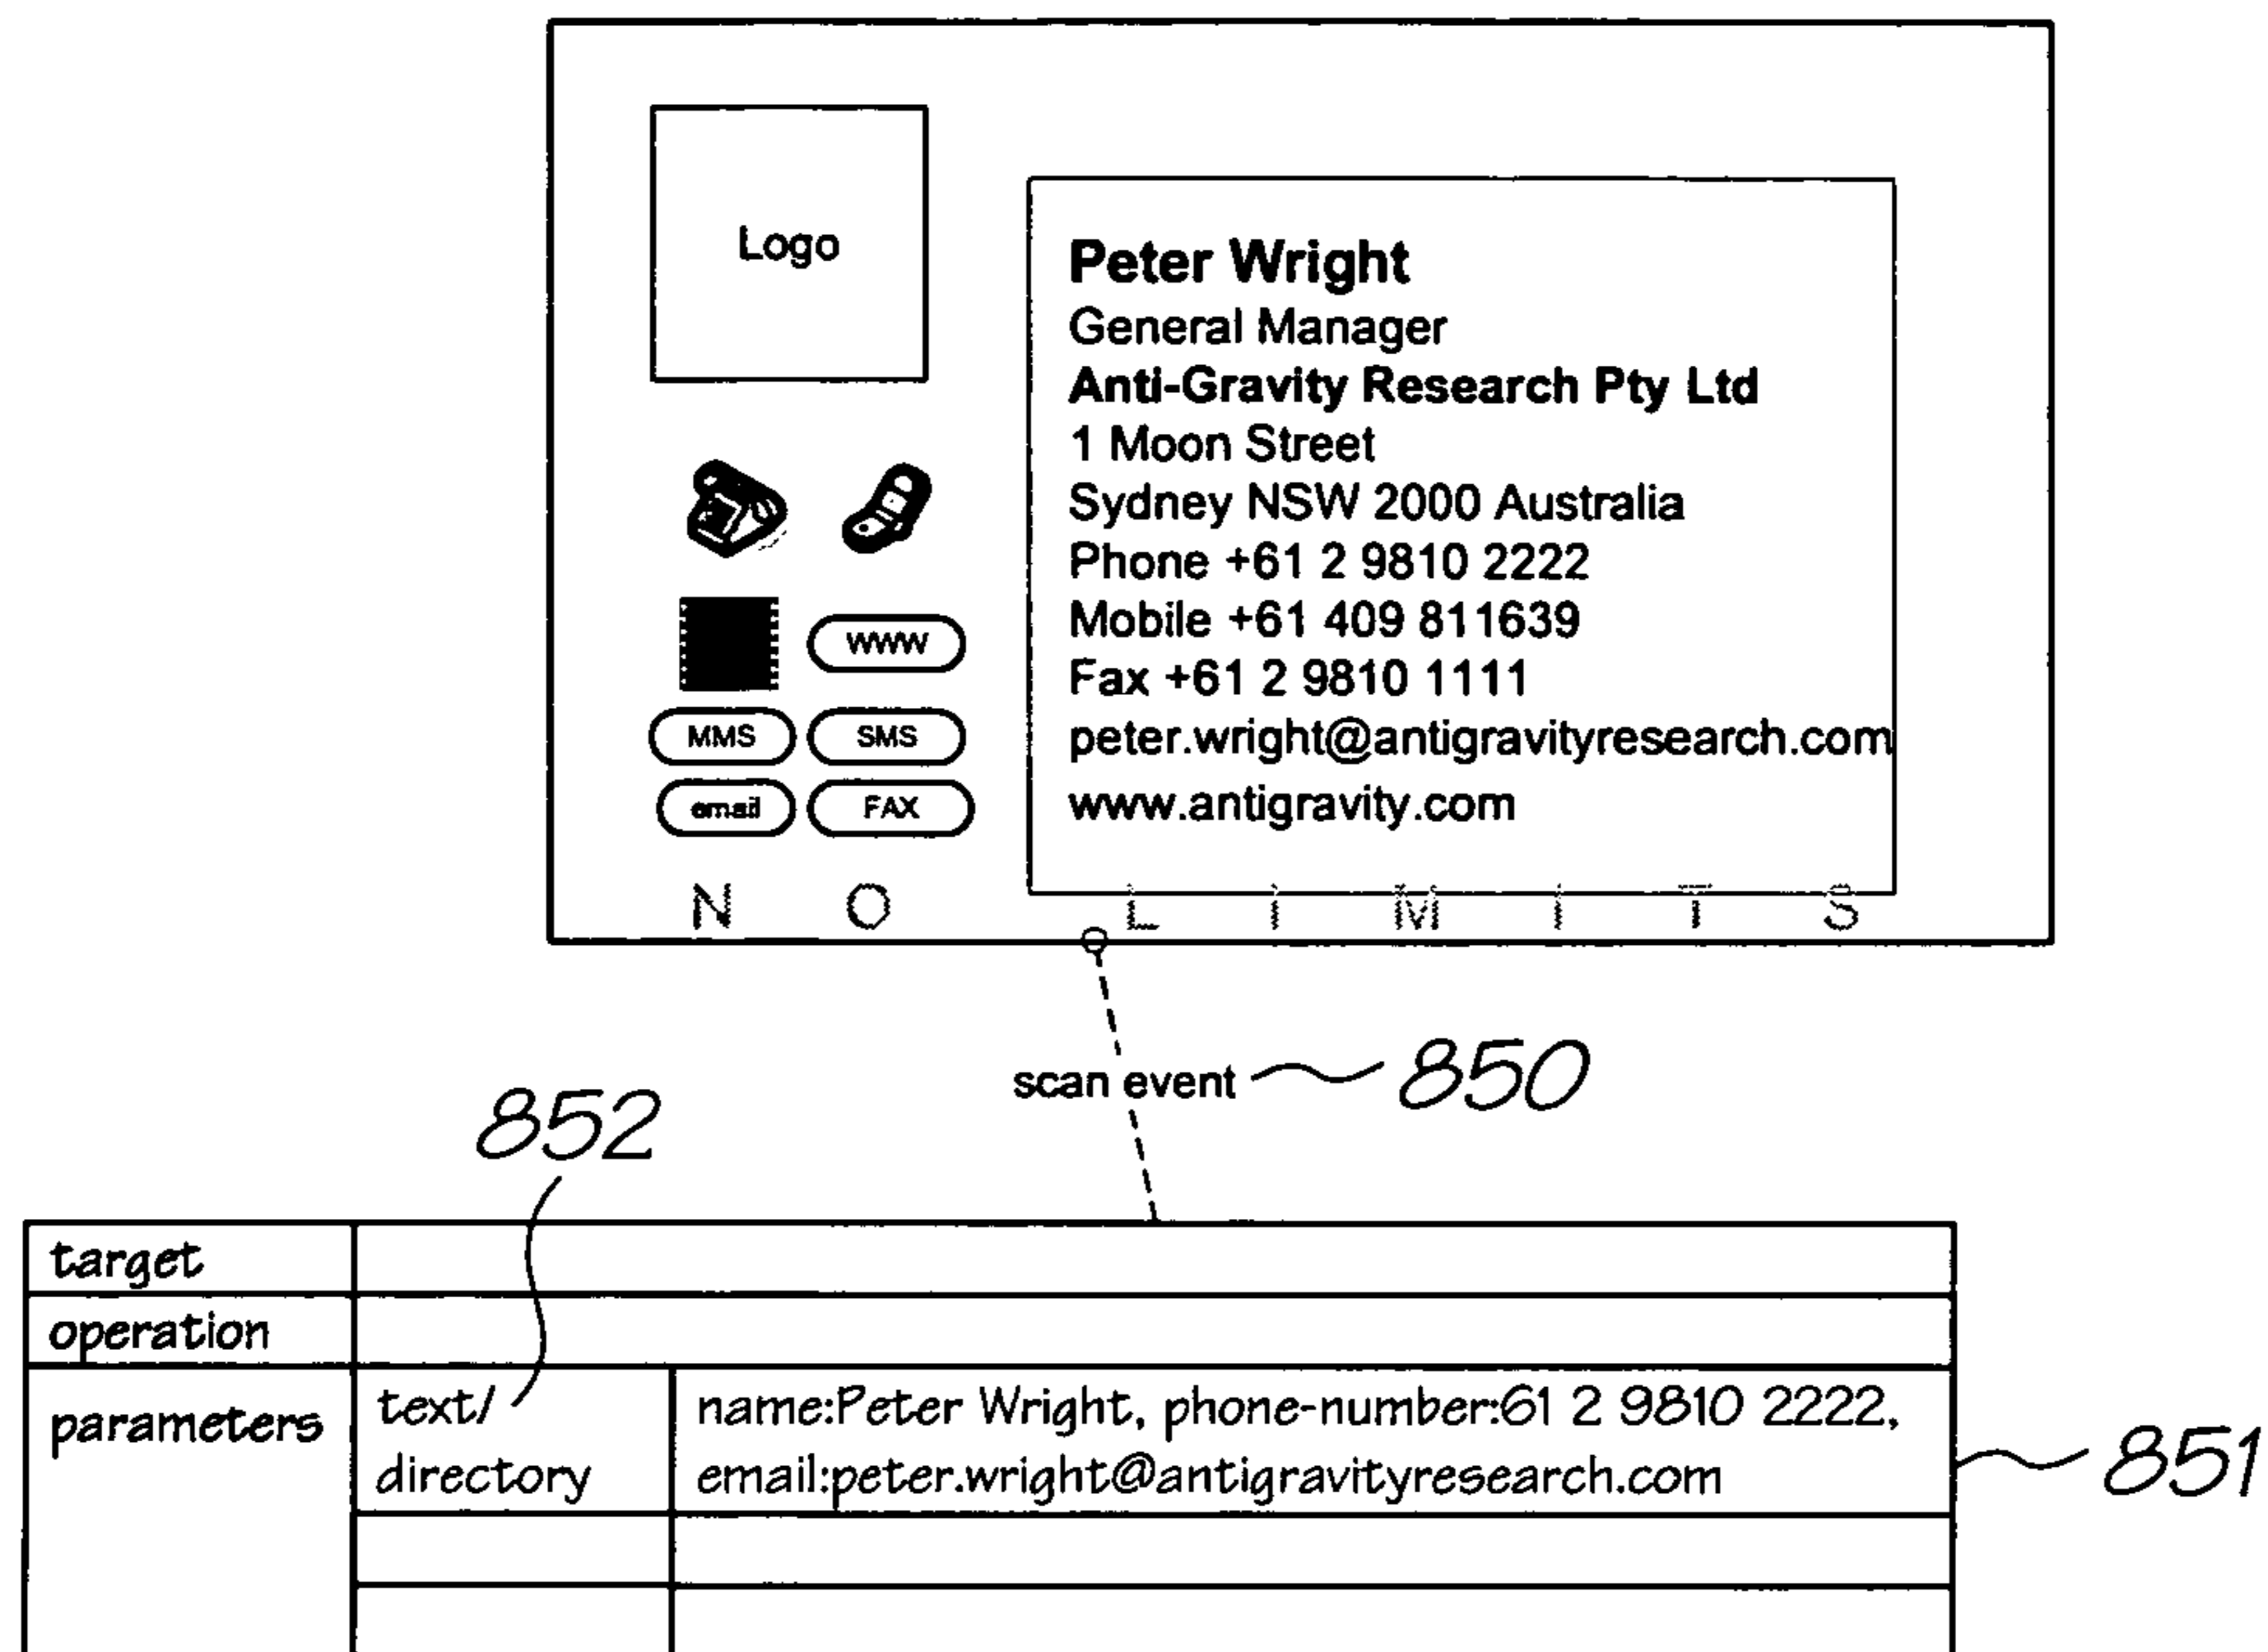 Logo
Peter Wright
General Manager
Anti-Gravity Research Pty Ltd
1 Moon Street
Sydney NSW 2000 Australia
Phone +61 2 9810 2222
Mobile +61 409 811639
Fax +61 2 9810 1111
peter.wright@antigravityresearch.com
www.antigravity.com
WWW
MMS SMS
email FAX
N O L I M I T S
scan event 850
852
target
operation
parameters
text/
directory
name:Peter Wright, phone-number:61 2 9810 2222,
email:peter.wright@antigravityresearch.com
851